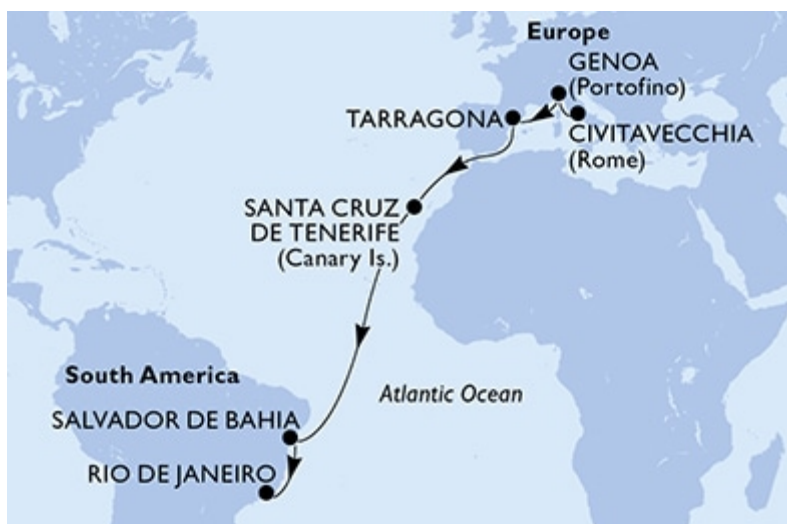 Europe
GENOA
(Portofino)
TARRAGONA
CIVITAVECCHIA
(Rome)
SANTA CRUZ
DE TENERIFE
(Canary Is.)
South America
Atlantic Ocean
SALVADOR DE BAHIA
RIO DE JANEIRO